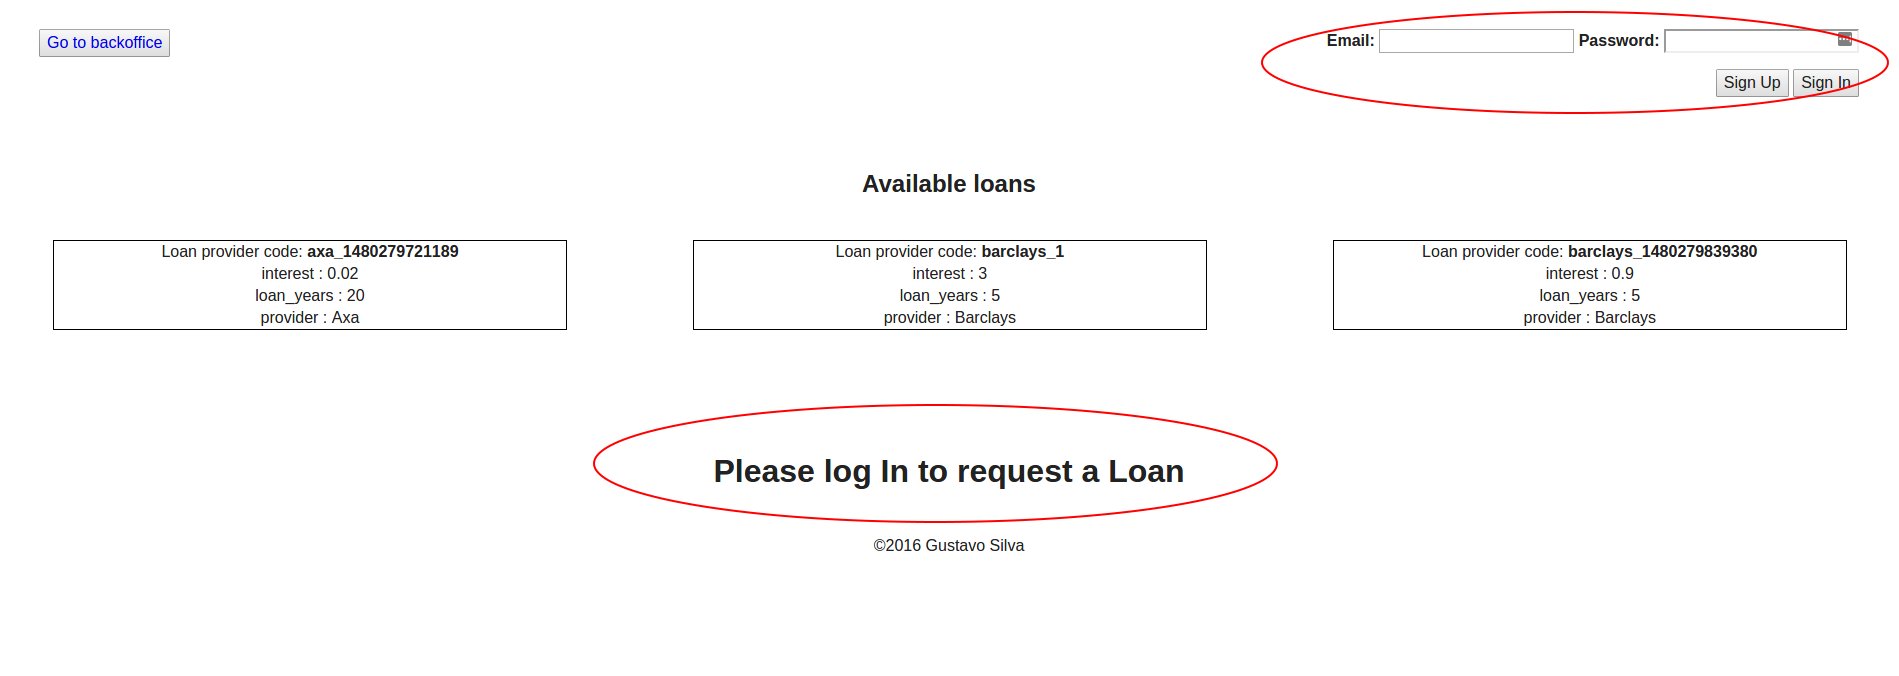 Go to backoffice
Email: Password:
Sign Up Sign In
Available loans
Loan provider code: axa_1480279721189
interest : 0.02
loan_years : 20
provider : Axa
Loan provider code: barclays_1
interest : 3
loan_years : 5
provider : Barclays
Loan provider code: barclays_1480279839380
interest : 0.9
loan_years : 5
provider : Barclays
Please log In to request a Loan
©2016 Gustavo Silva